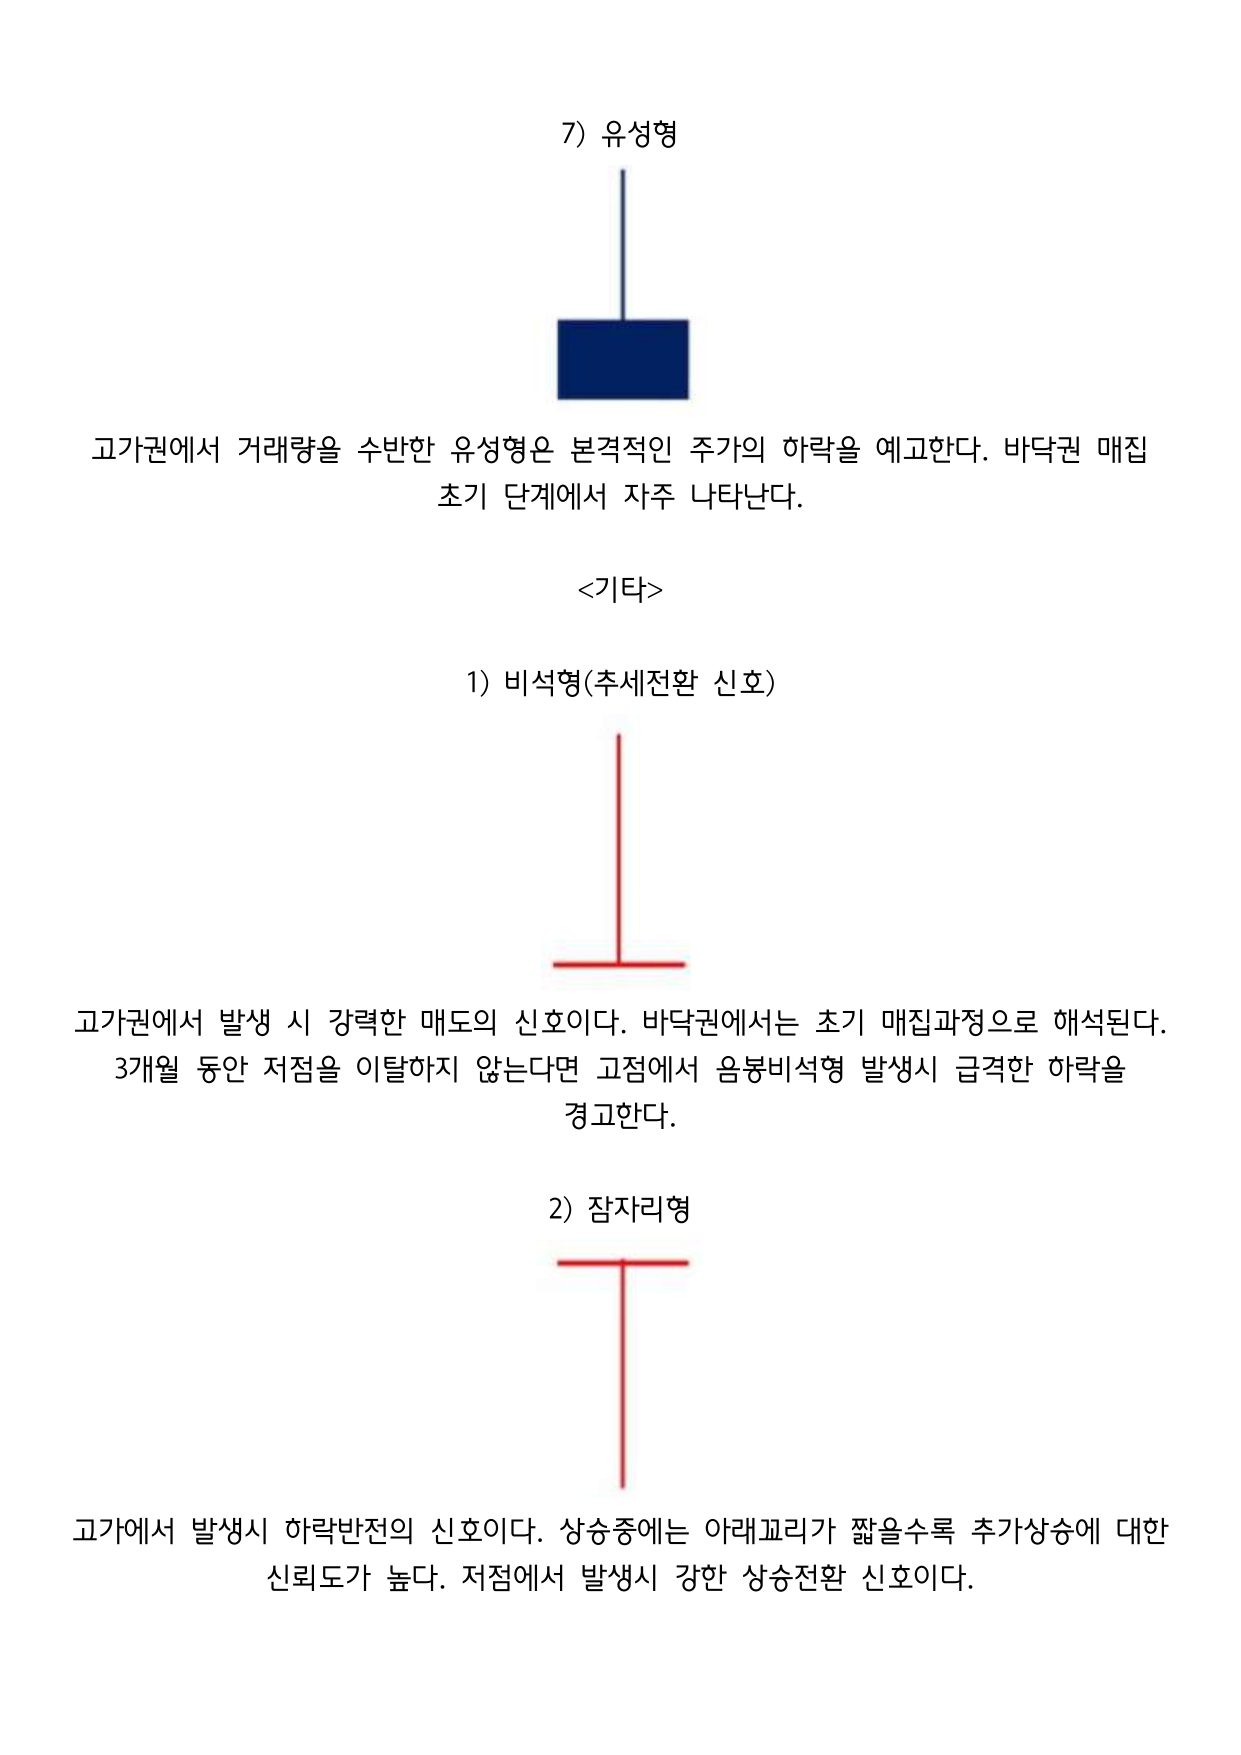 7) 유성형
고가권에서 거래량을 수반한 유성형은 본격적인 주가의 하락을 예고한다. 바닥권 매집
초기 단계에서 자주 나타난다.
<기타>
1) 비석형(추세전환 신호)
고가권에서 발생 시 강력한 매도의 신호이다. 바닥권에서는 초기 매집과정으로 해석된다.
3개월 동안 저점을 이탈하지 않는다면 고점에서 음봉비석형 발생시 급격한 하락을
경고한다.
2) 잠자리형
고가에서 발생시 하락반전의 신호이다. 상승중에는 아래꼬리가 짧을수록 추가상승에 대한
신뢰도가 높다. 저점에서 발생시 강한 상승전환 신호이다.